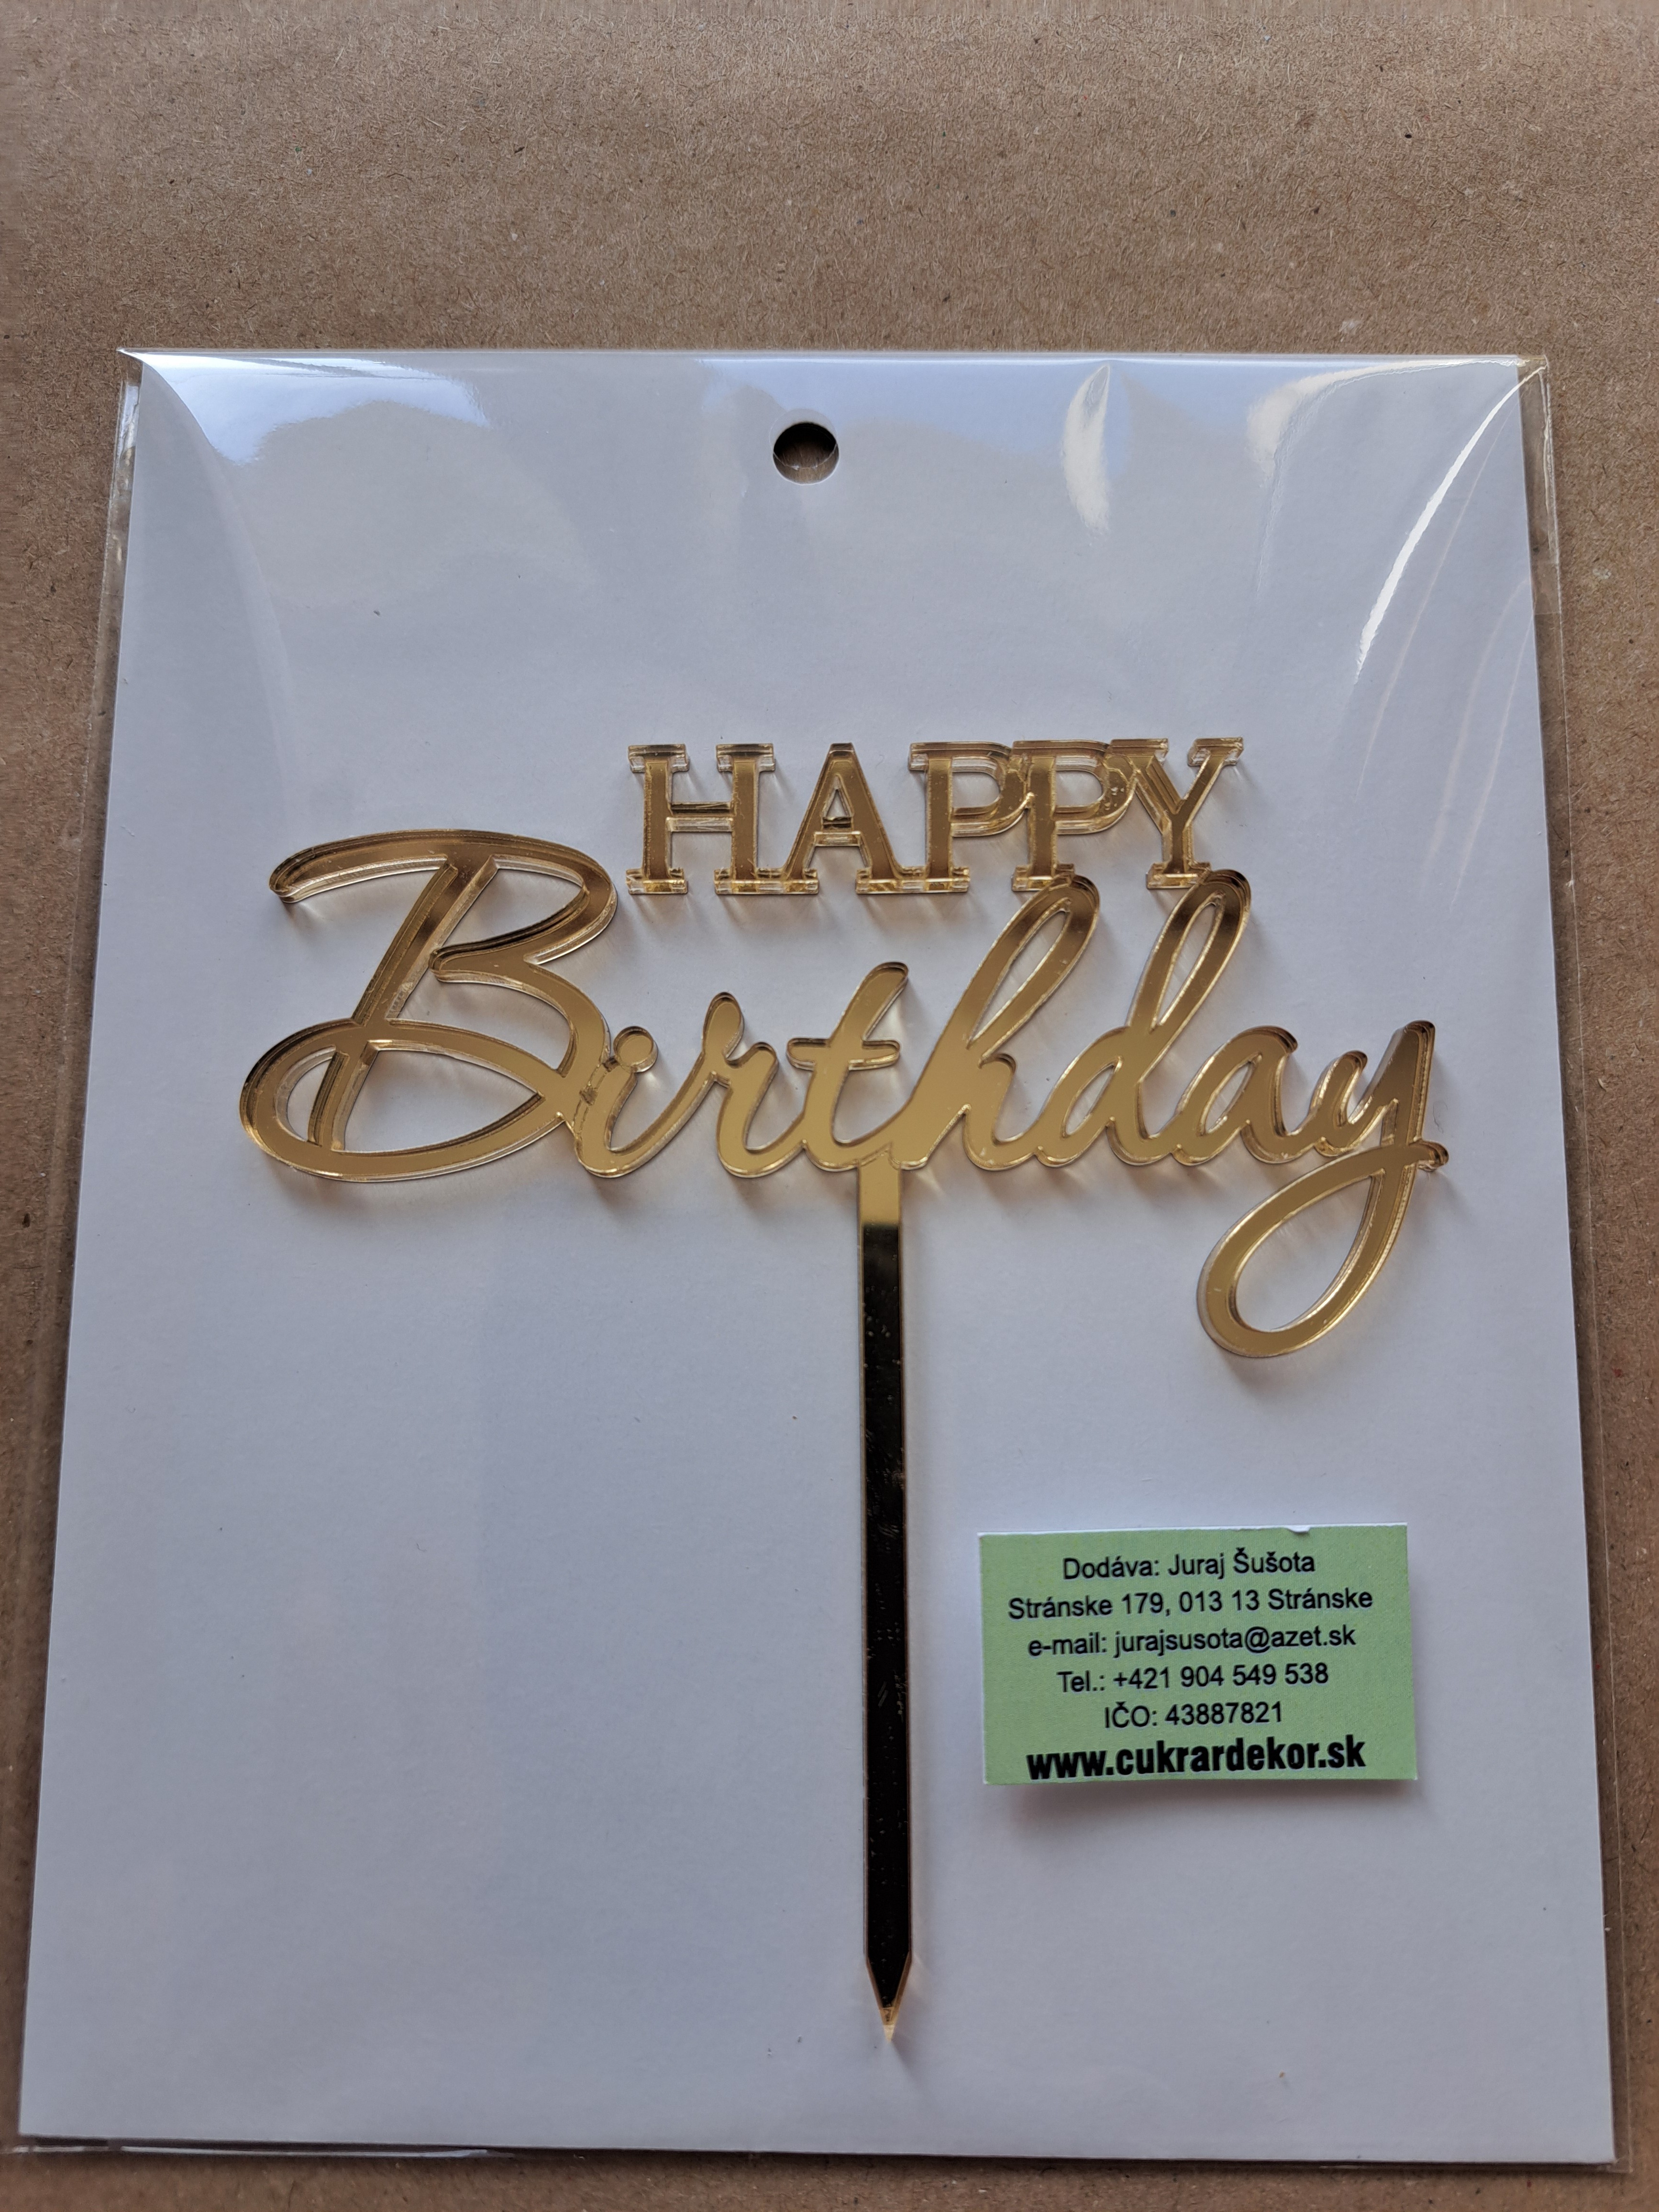 HAPPY
Birthday
Dodáva: Juraj Šušota
Stránske 179, 013 13 Stránske
e-mail: jurajsusota@azet.sk
Tel.: +421 904 549 538
IČO: 43887821
www.cukrardekor.sk